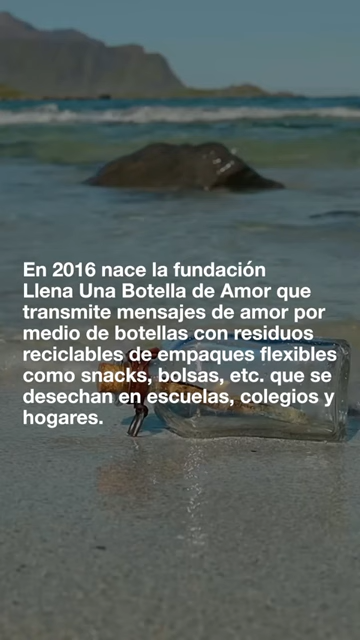 En 2016 nace la fundación
Llena Una Botella de Amor que
transmite mensajes de amor por
medio de botellas con residuos
reciclables de empaques flexibles
como snacks, bolsas, etc. que se
desechan en escuelas, colegios y
hogares.